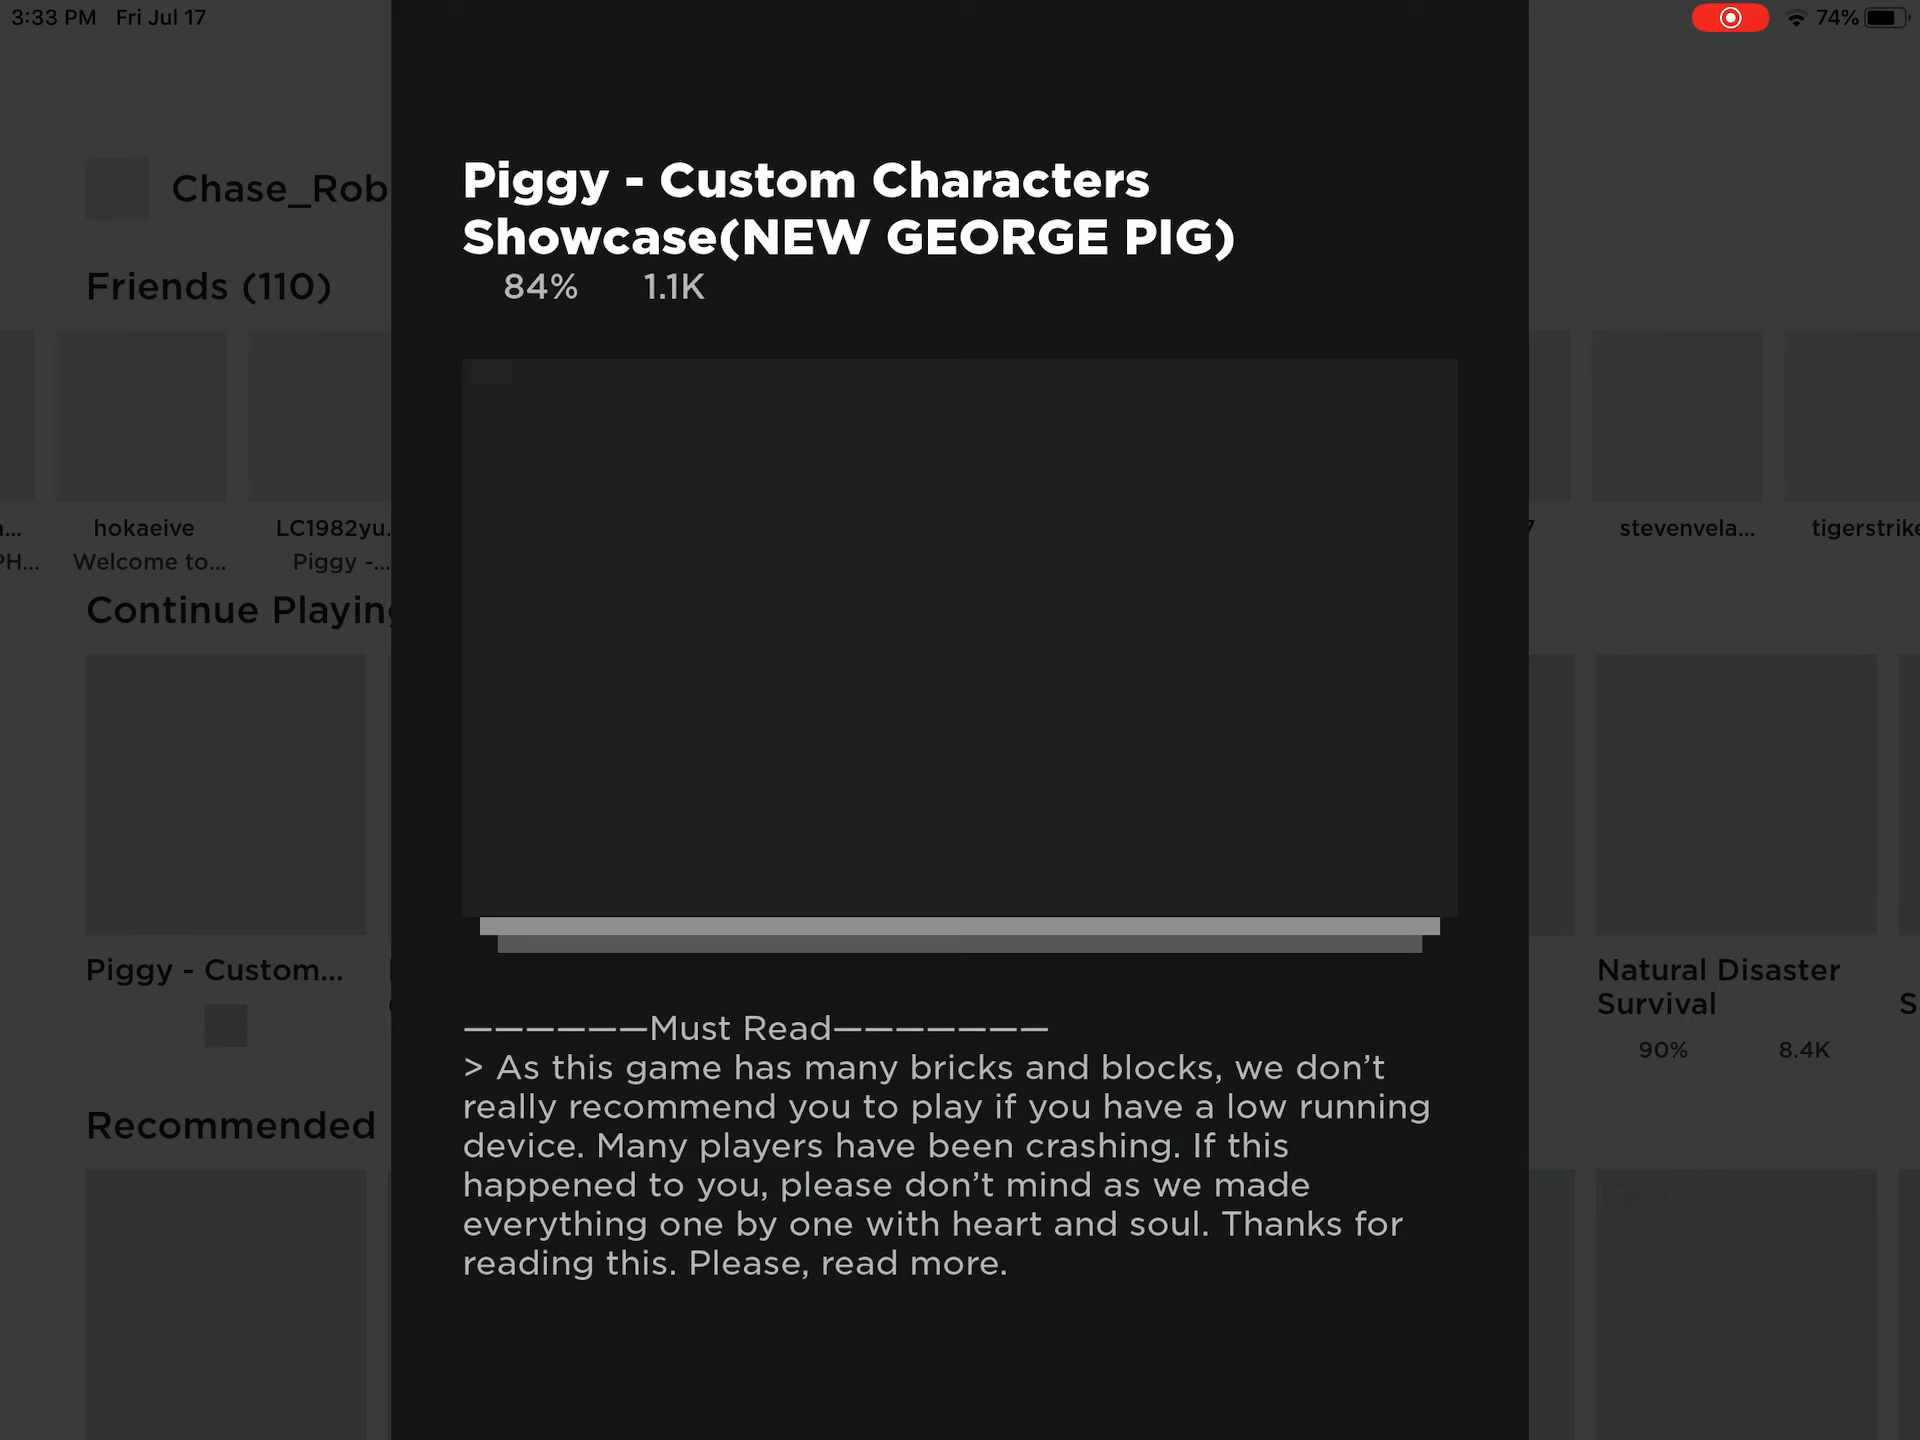 3:33 PM Fri Jul 17
74%
Chase_Rob
Friends (110)
hokaeive
Welcome to...
LC1982yu.
Piggy -...
stevenvela...
tigerstrike
Continue Playing
Piggy - Custom...
Natural Disaster
Survival
90% 8.4K
Recommended
Piggy - Custom Characters
Showcase(NEW GEORGE PIG)
84% 1.1K
——————Must Read———————
> As this game has many bricks and blocks, we don’t
really recommend you to play if you have a low running
device. Many players have been crashing. If this
happened to you, please don’t mind as we made
everything one by one with heart and soul. Thanks for
reading this. Please, read more.